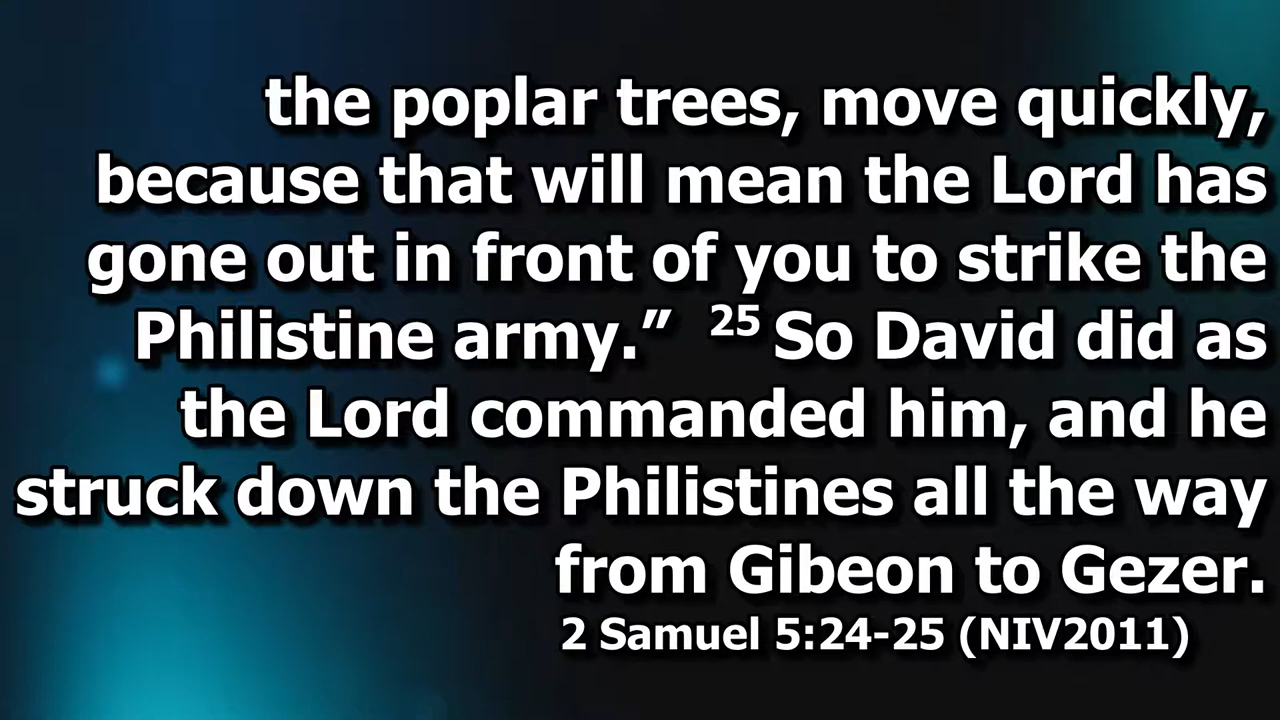 the poplar trees, move quickly,
because that will mean the Lord has
gone out in front of you to strike the
Philistine army.” 25 So David did as
the Lord commanded him, and he
struck down the Philistines all the way
from Gibeon to Gezer.
2 Samuel 5:24-25 (NIV2011)